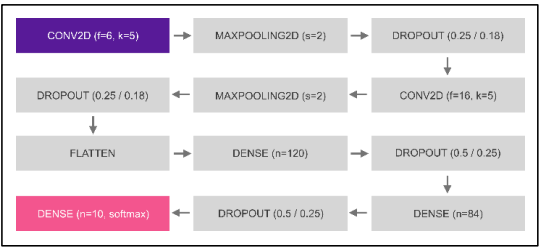 CONV2D (f=6, k=5)
MAXPOOLING2D (s=2)
DROPOUT (0.25 / 0.18)
CONV2D (f=16, k=5)
MAXPOOLING2D (s=2)
DROPOUT (0.25 / 0.18)
FLATTEN
DENSE (n=120)
DROPOUT (0.5 / 0.25)
DENSE (n=84)
DROPOUT (0.5 / 0.25)
DENSE (n=10, softmax)